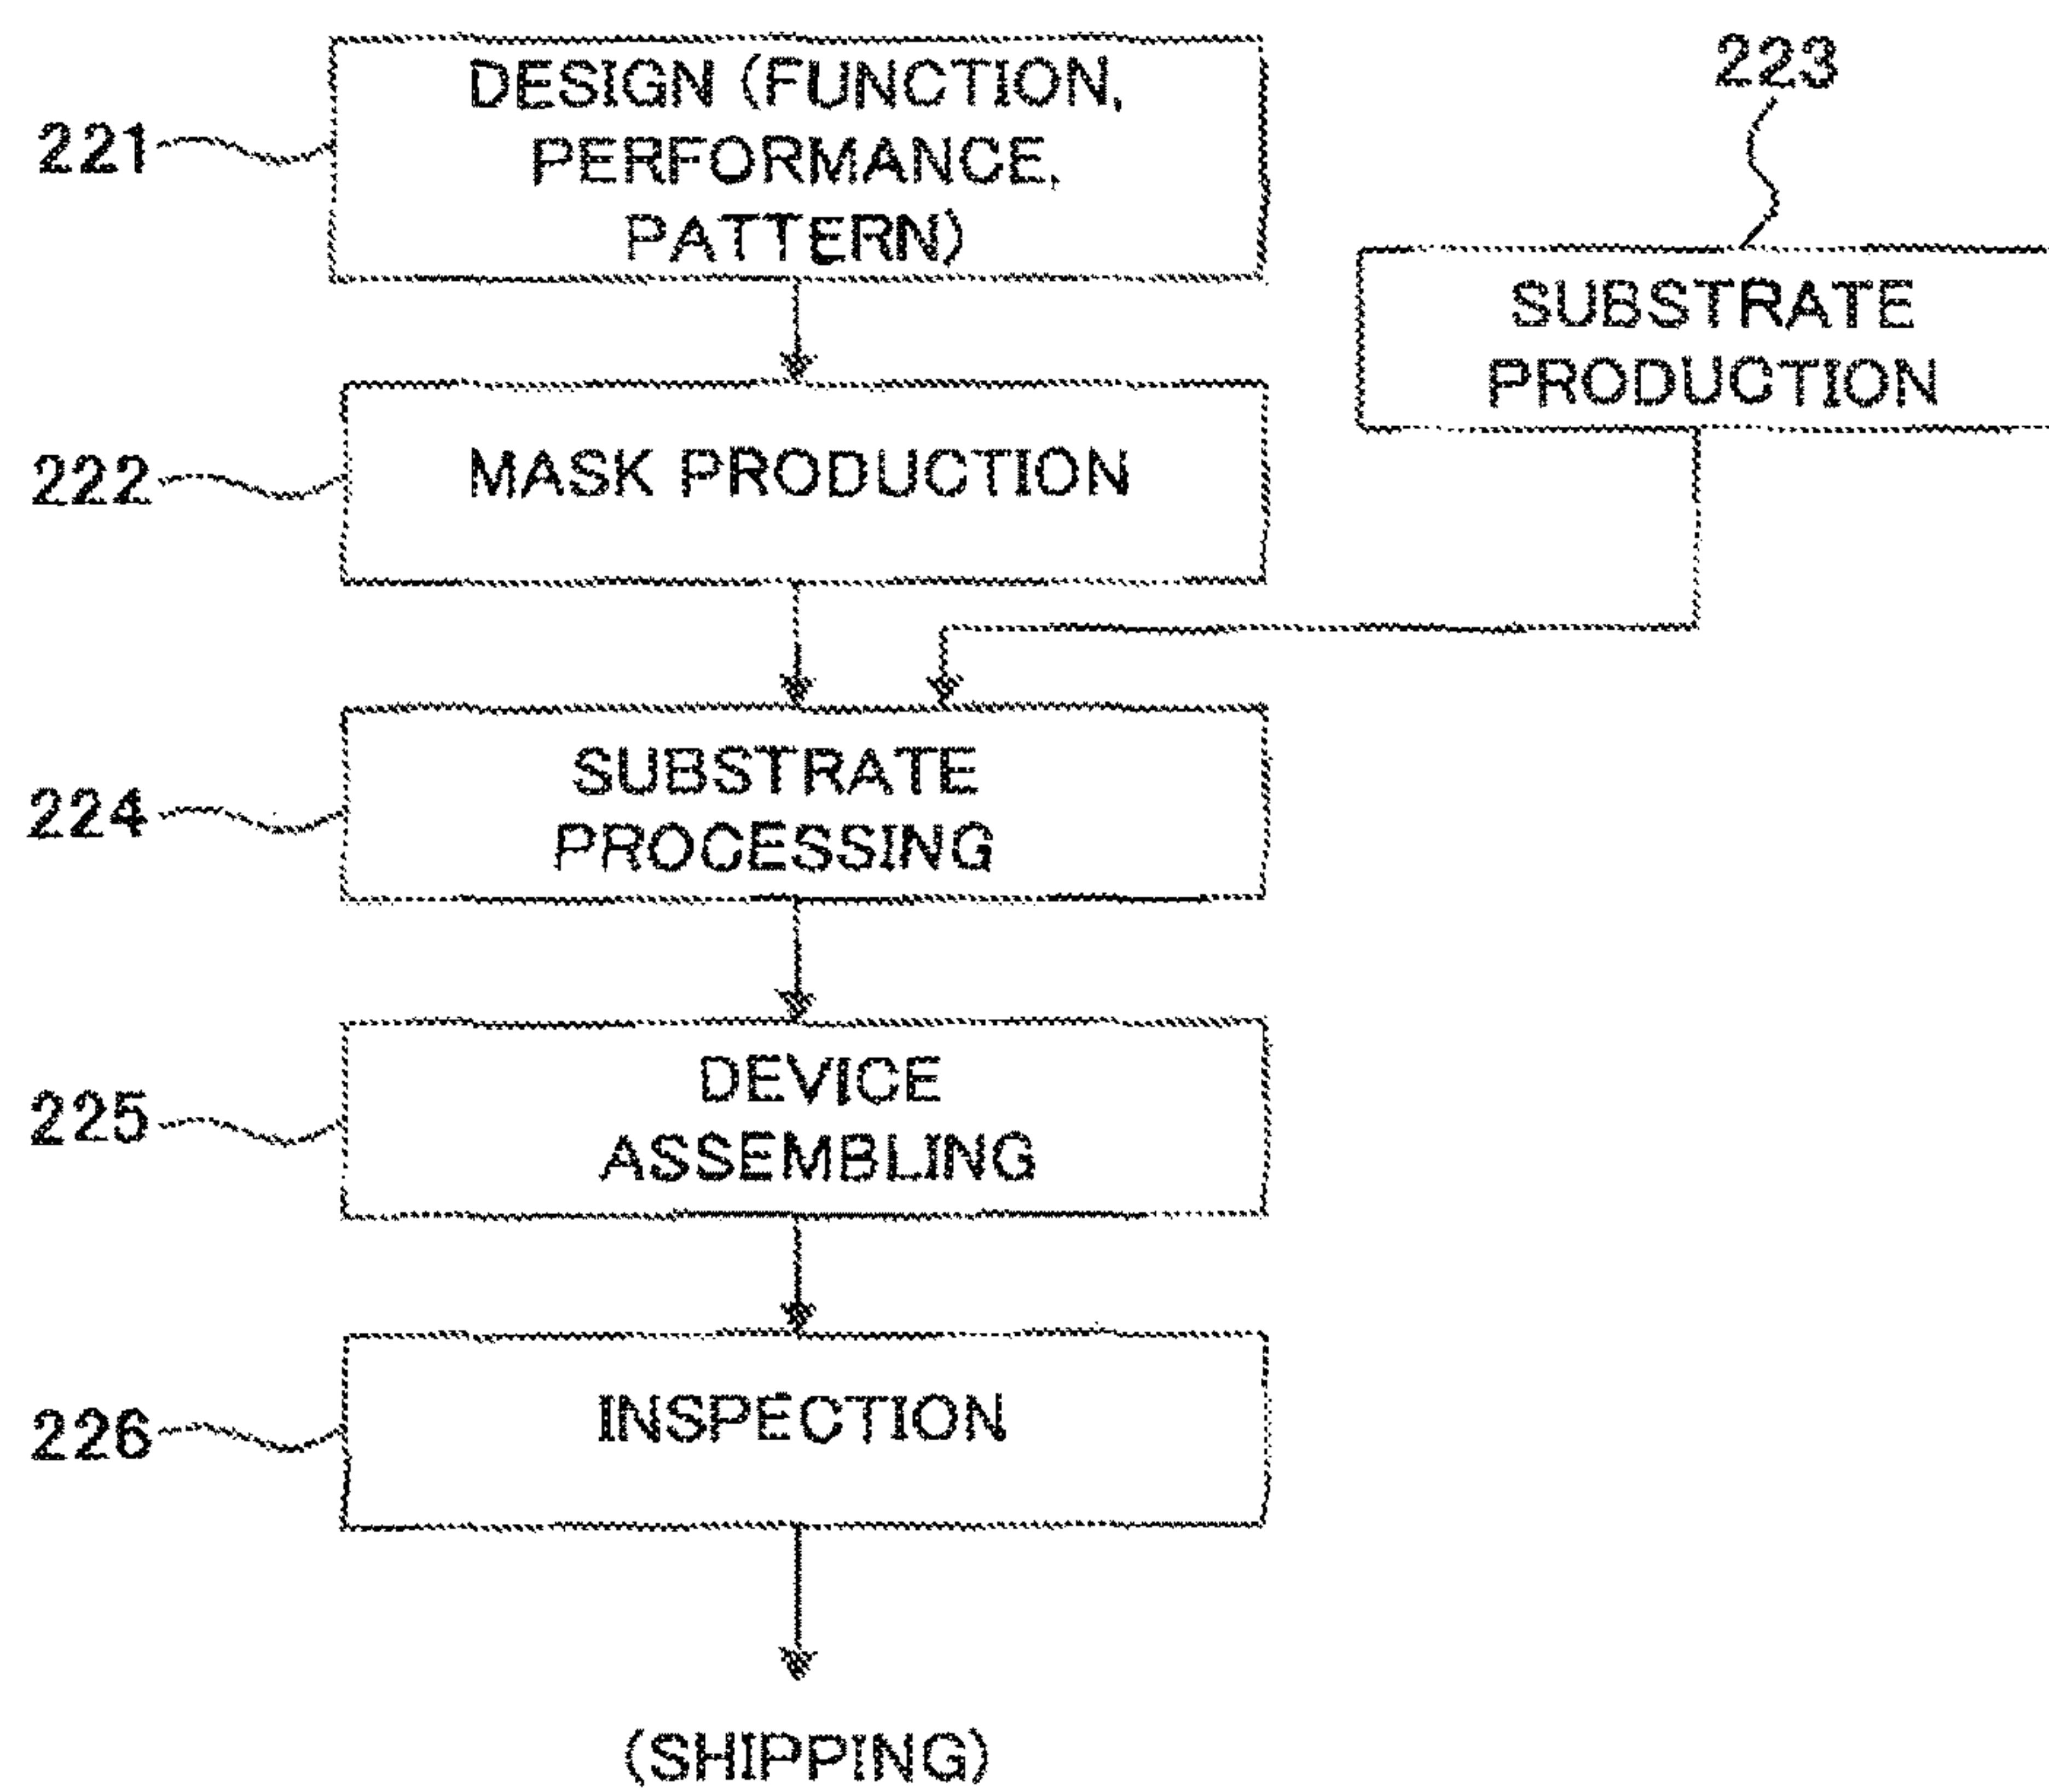 221
DESIGN (FUNCTION,
PERFORMANCE,
PATTERN)
223
SUBSTRATE
PRODUCTION
222
MASK PRODUCTION
224
SUBSTRATE
PROCESSING
225
DEVICE
ASSEMBLING
226
INSPECTION
(SHIPPING)